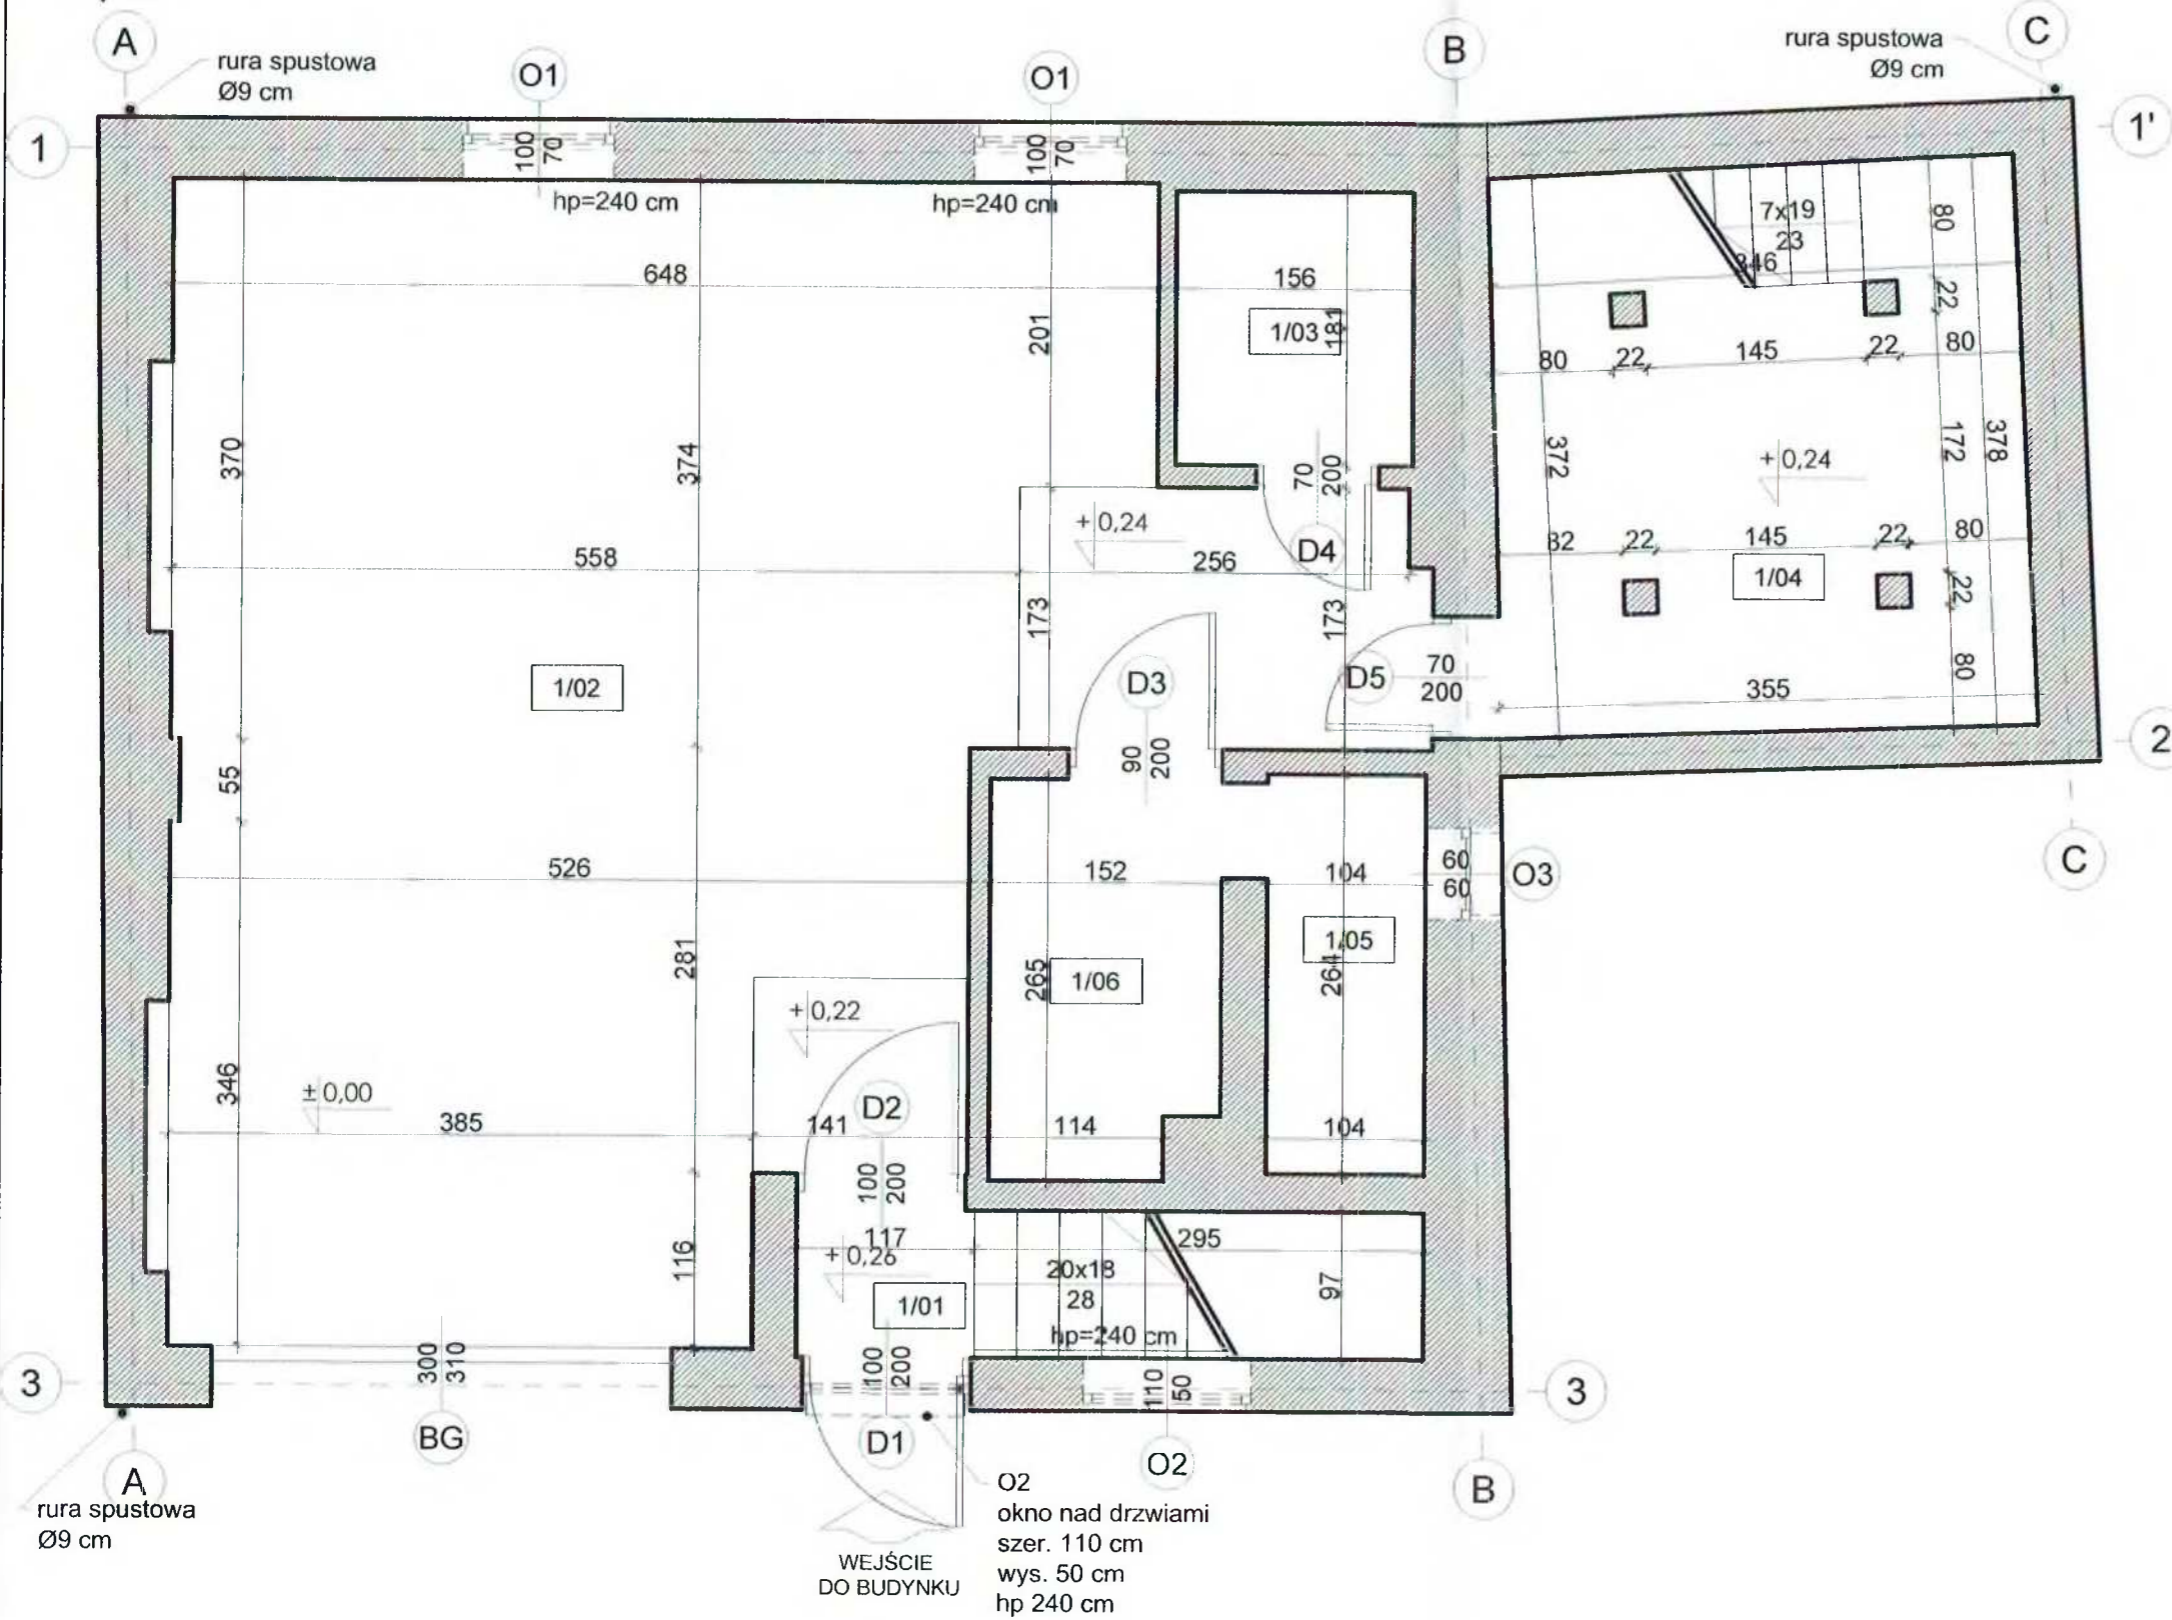 A
rura spustowa
Ø9 cm
O1
O1
B
rura spustowa
Ø9 cm
C
1
100
70
100
70
1'
hp=240 cm
hp=240 cm
7x19
23
346
80
648
156
22
201
1/03
181
80
22
145
22
80
370
374
70
200
372
+ 0,24
172
378
+ 0,24
D4
558
256
82
22
145
22
80
1/04
22
173
173
1/02
D3
D5
70
200
355
80
90
200
2
55
526
152
104
60
60
O3
C
281
265
1/06
1/05
264
+ 0,22
346
± 0,00
385
141
D2
114
104
100
200
116
117
+ 0,26
295
20x18
28
97
1/01
hp=240 cm
3
300
310
100
200
110
50
3
BG
D1
O2
A
B
rura spustowa
Ø9 cm
O2
okno nad drzwiami
szer. 110 cm
wys. 50 cm
hp 240 cm
WEJŚCIE
DO BUDYNKU